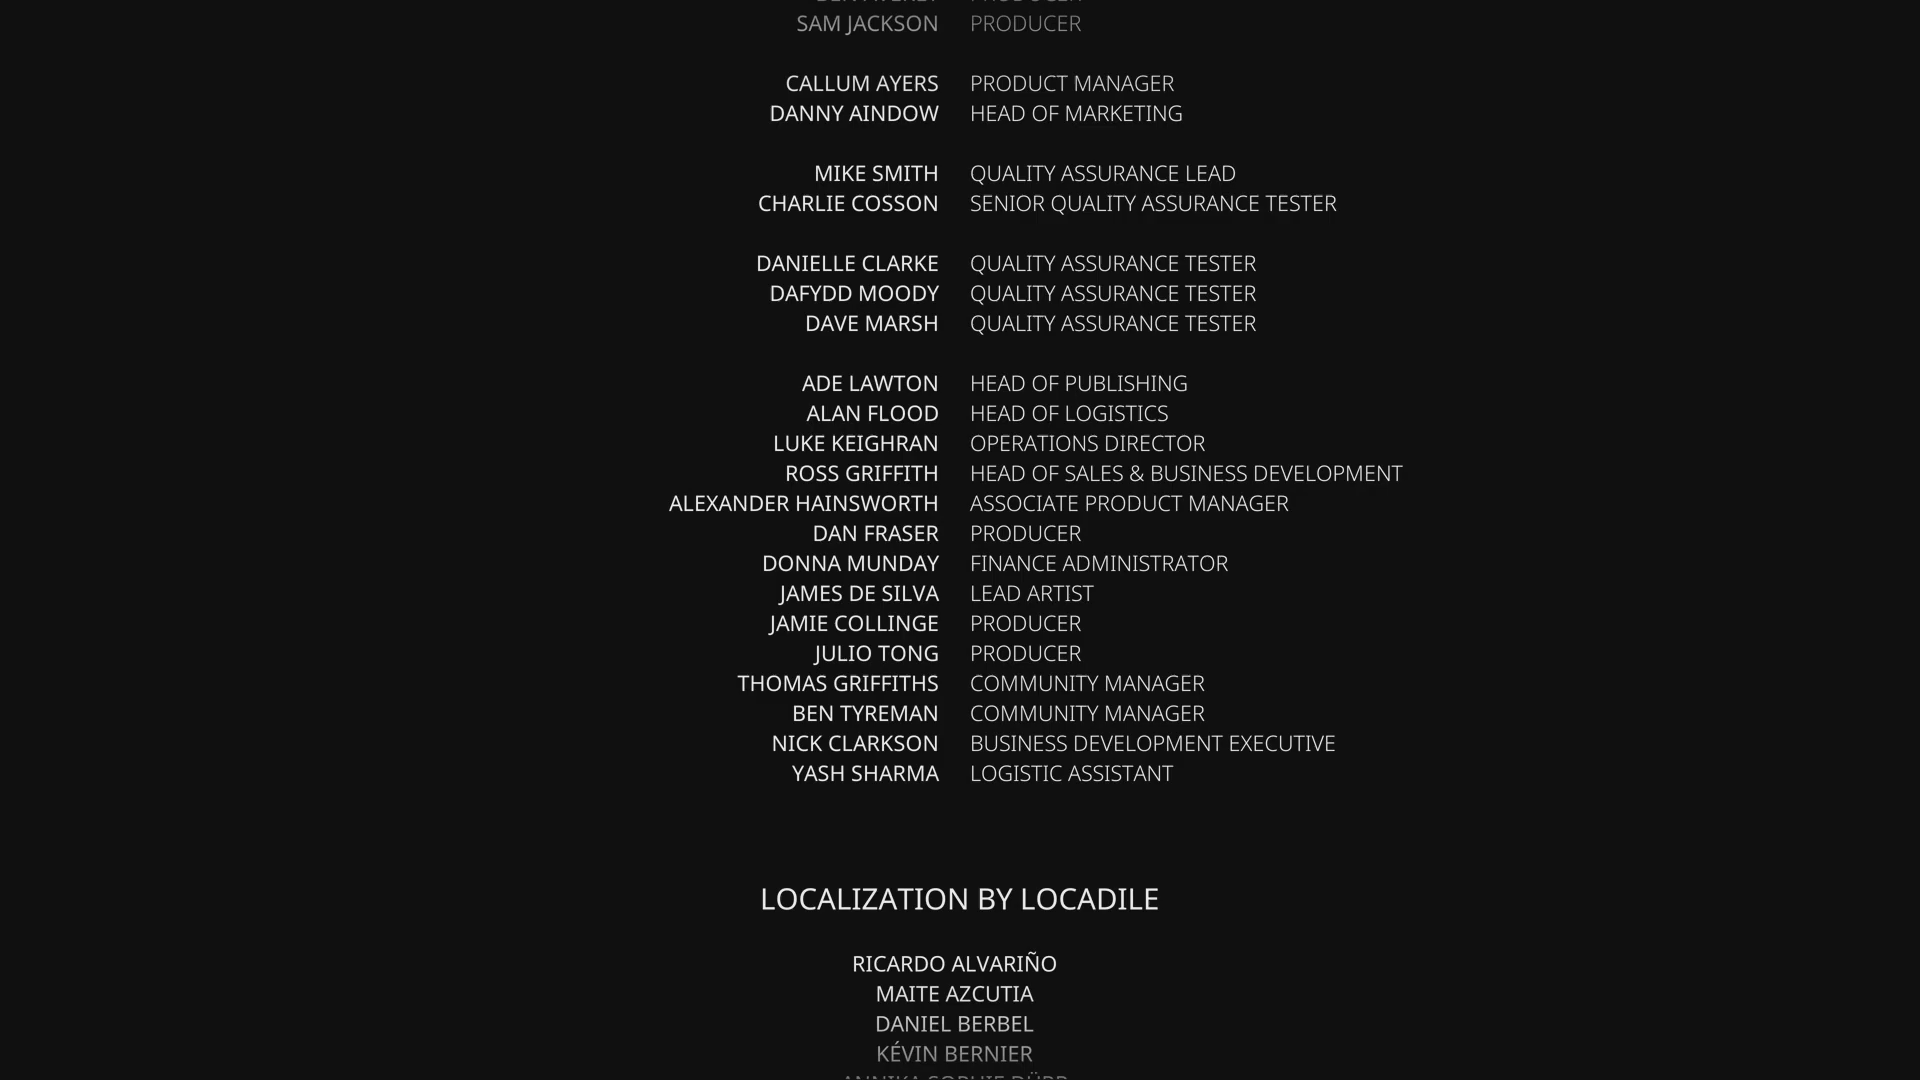 PRODUCER
SAM JACKSON PRODUCER
CALLUM AYERS PRODUCT MANAGER
DANNY AINDOW HEAD OF MARKETING
MIKE SMITH QUALITY ASSURANCE LEAD
CHARLIE COSSON SENIOR QUALITY ASSURANCE TESTER
DANIELLE CLARKE QUALITY ASSURANCE TESTER
DAFYDD MOODY QUALITY ASSURANCE TESTER
DAVE MARSH QUALITY ASSURANCE TESTER
ADE LAWTON HEAD OF PUBLISHING
ALAN FLOOD HEAD OF LOGISTICS
LUKE KEIGHRAN OPERATIONS DIRECTOR
ROSS GRIFFITH HEAD OF SALES & BUSINESS DEVELOPMENT
ALEXANDER HAINSWORTH ASSOCIATE PRODUCT MANAGER
DAN FRASER PRODUCER
DONNA MUNDAY FINANCE ADMINISTRATOR
JAMES DE SILVA LEAD ARTIST
JAMIE COLLINGE PRODUCER
JULIO TONG PRODUCER
THOMAS GRIFFITHS COMMUNITY MANAGER
BEN TYREMAN COMMUNITY MANAGER
NICK CLARKSON BUSINESS DEVELOPMENT EXECUTIVE
YASH SHARMA LOGISTIC ASSISTANT
LOCALIZATION BY LOCADILE
RICARDO ALVARIÑO
MAITE AZCUTIA
DANIEL BERBEL
KÉVIN BERNIER
ANNIKA SOPHIE